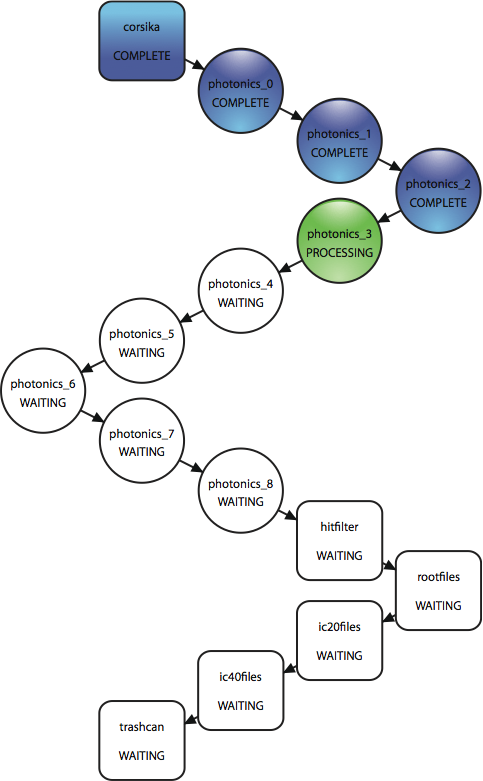 corsika
COMPLETE
photonics_0
COMPLETE
photonics_1
COMPLETE
photonics_2
COMPLETE
photonics_3
PROCESSING
photonics_4
WAITING
photonics_5
WAITING
photonics_6
WAITING
photonics_7
WAITING
photonics_8
WAITING
hitfilter
WAITING
rootfiles
WAITING
ic20files
WAITING
ic40files
WAITING
trashcan
WAITING